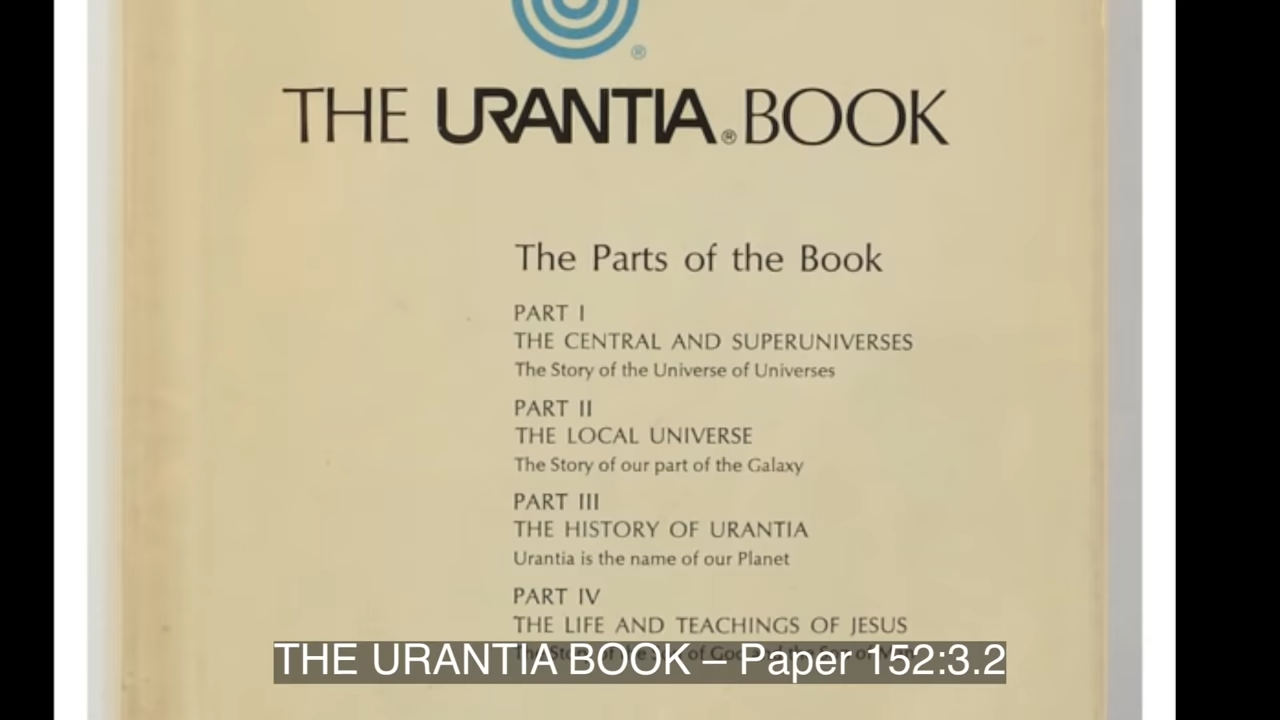 ®
THE URANTIA® BOOK
The Parts of the Book
PART I
THE CENTRAL AND SUPERUNIVERSES
The Story of the Universe of Universes
PART II
THE LOCAL UNIVERSE
The Story of our part of the Galaxy
PART III
THE HISTORY OF URANTIA
Urantia is the name of our Planet
PART IV
THE LIFE AND TEACHINGS OF JESUS
THE URANTIA BOOK – Paper 152:3.2